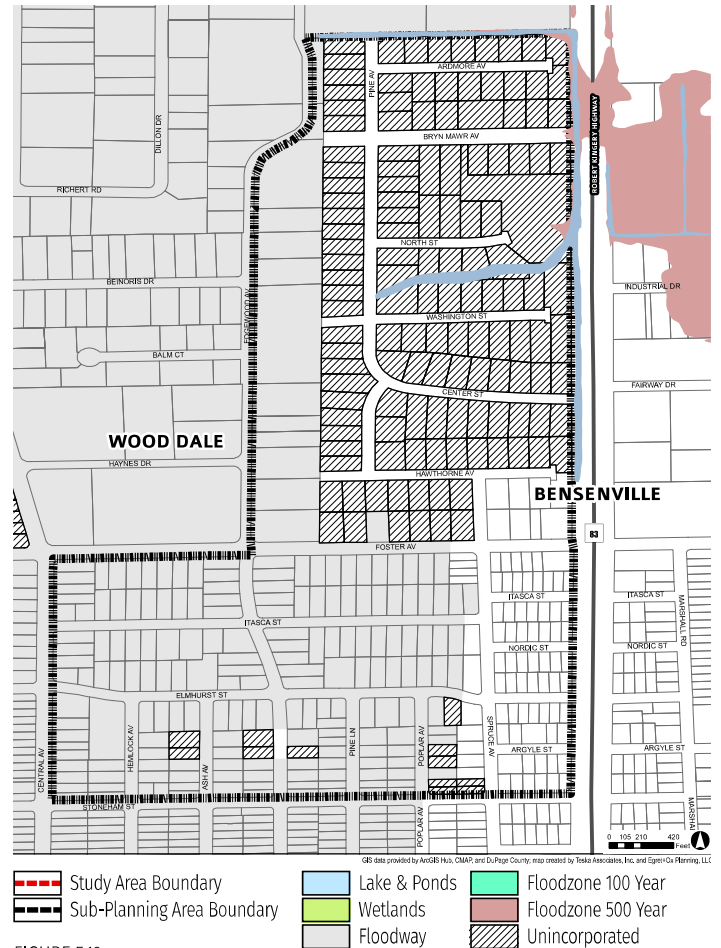 ARDMORE AV
PINE AV
ROBERT KINGERY HIGHWAY
DILLON DR
BRYN MAWR AV
RICHERT RD
NORTH ST
BEINORIS DR
INDUSTRIAL DR
EDGEWOOD AV
WASHINGTON ST
BALM CT
FAIRWAY DR
CENTER ST
WOOD DALE
HAYNES DR
HAWTHORNE AV
BENSENVILLE
83
FOSTER AV
ITASCA ST
ITASCA ST
MARSHALL RD
ITASCA ST
NORDIC ST
NORDIC ST
ELMHURST ST
CENTRAL AV
HEMLOCK AV
ASH AV
PINE LN
POPLAR AV
SPRUCE AV
ARGYLE ST
ARGYLE ST
STONEHAM ST
POPLAR AV
MARSHA
0 105 210 420
Feet
GIS data provided by ArcGIS Hub, CMAP, and DuPage County; map created by Teska Associates, Inc. and Egret+Ox Planning, LLC
Study Area Boundary
Sub-Planning Area Boundary
Lake & Ponds
Wetlands
Floodway
Floodzone 100 Year
Floodzone 500 Year
Unincorporated